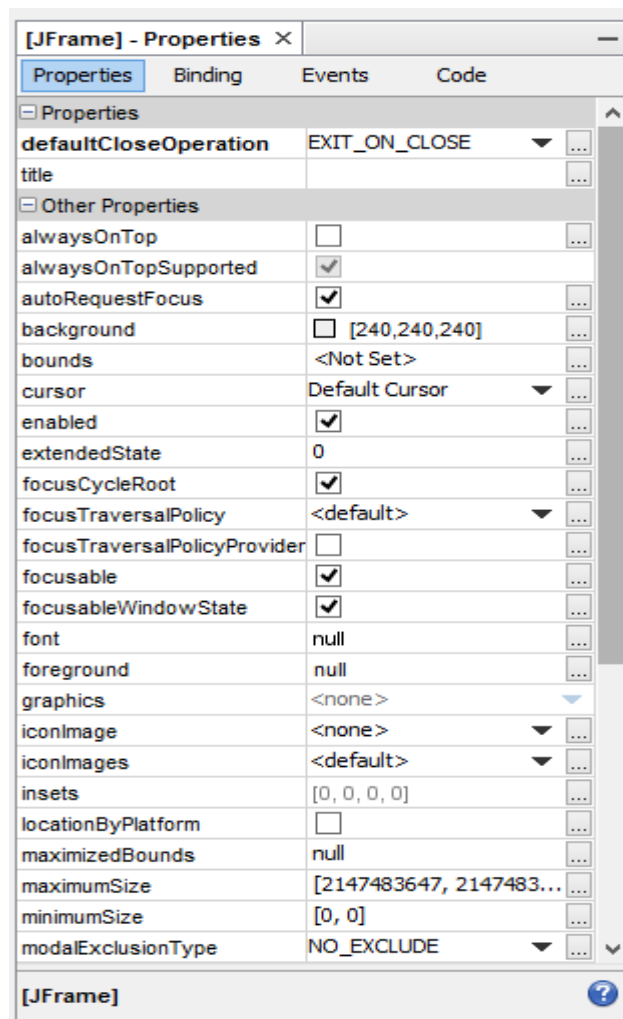 [JFrame] - Properties ×
Properties Binding Events Code
Properties
defaultCloseOperation EXIT_ON_CLOSE ...
title ...
Other Properties
alwaysOnTop ...
alwaysOnTopSupported
autoRequestFocus ...
background [240,240,240] ...
bounds <Not Set> ...
cursor Default Cursor ...
enabled ...
extendedState 0 ...
focusCycleRoot ...
focusTraversalPolicy <default> ...
focusTraversalPolicyProvider ...
focusable ...
focusableWindowState ...
font null ...
foreground null ...
graphics <none>
iconImage <none> ...
iconImages <default> ...
insets [0, 0, 0, 0] ...
locationByPlatform ...
maximizedBounds null ...
maximumSize [2147483647, 2147483... ...
minimumSize [0, 0] ...
modalExclusionType NO_EXCLUDE ...
[JFrame] ?